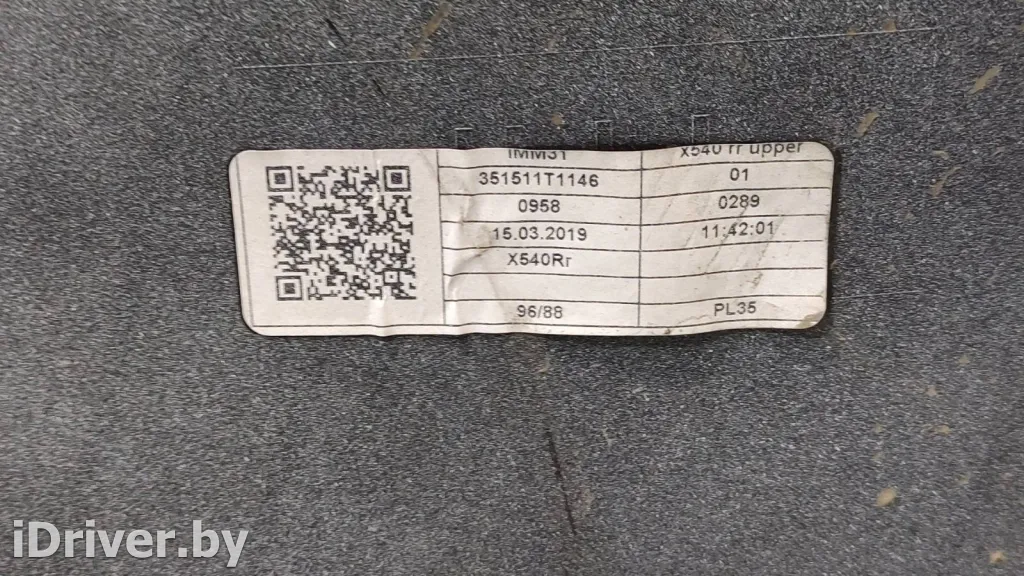 IMM31 x540 rr upper
351511T1146 01
0958 0289
15.03.2019 11:42:01
X540Rr
96/88 PL35
iDriver.by